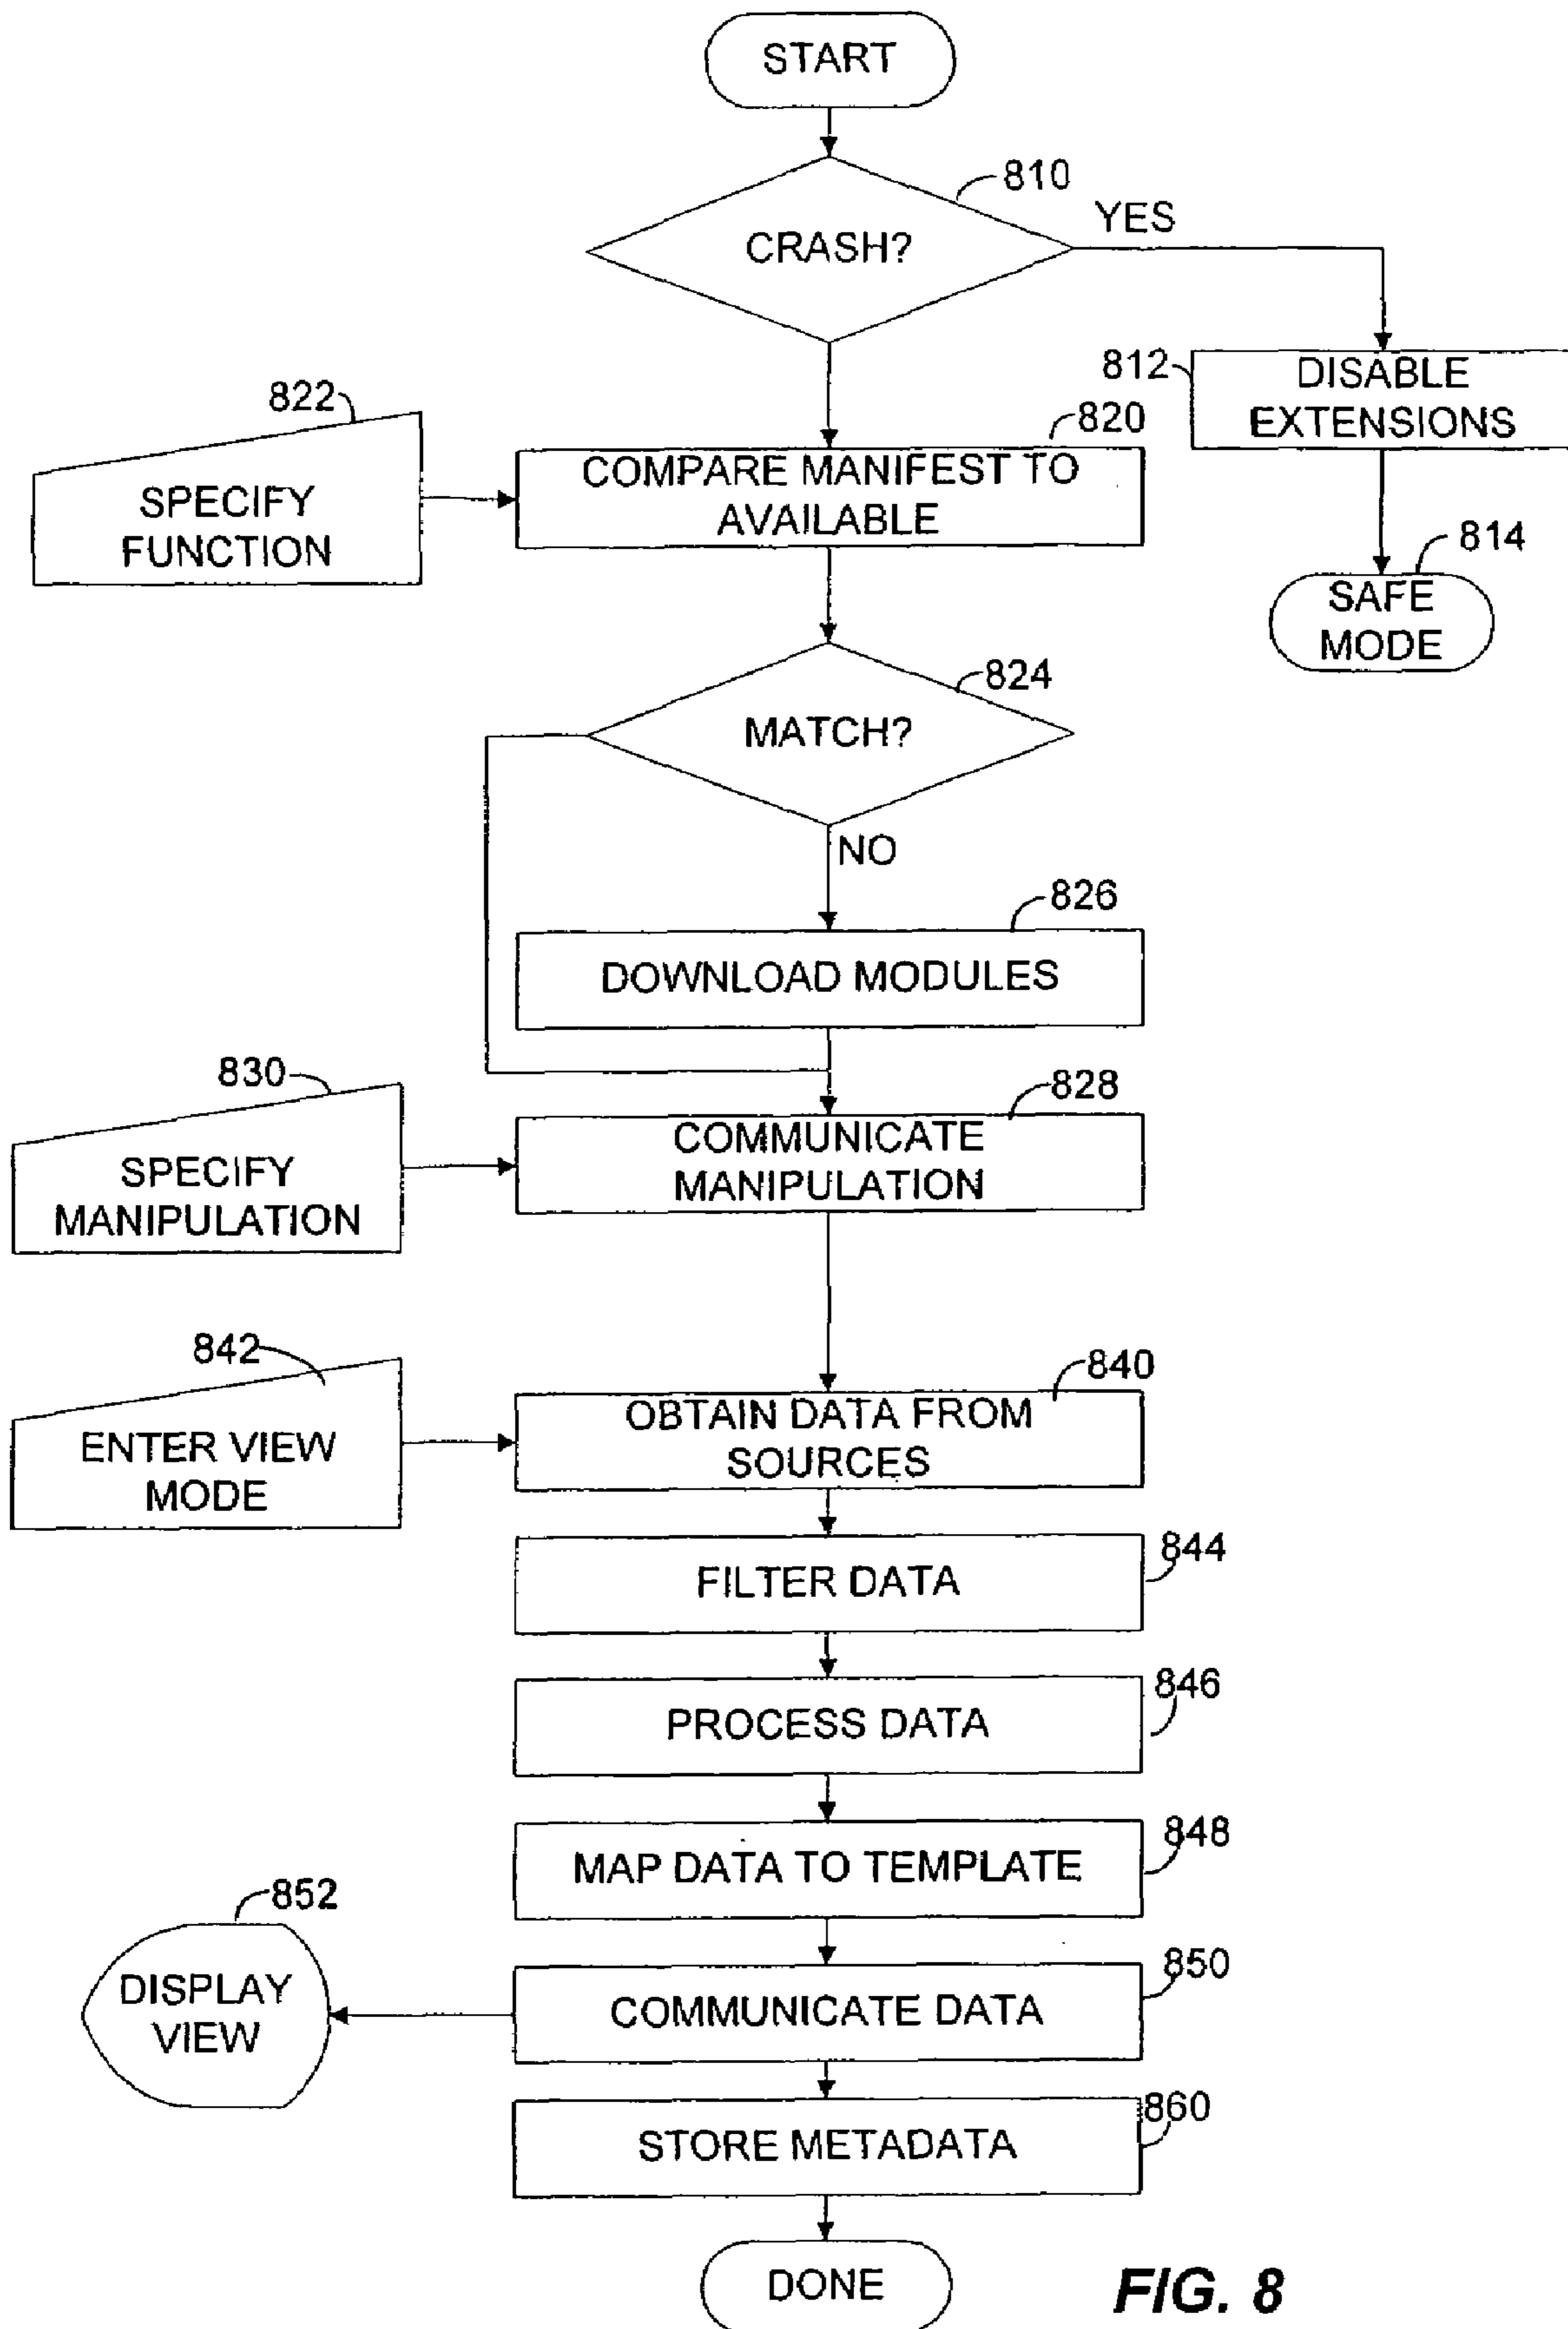 START
810
CRASH?
YES
812
DISABLE
EXTENSIONS
822
820
SPECIFY
FUNCTION
COMPARE MANIFEST TO
AVAILABLE
814
SAFE
MODE
824
MATCH?
NO
826
DOWNLOAD MODULES
830
828
SPECIFY
MANIPULATION
COMMUNICATE
MANIPULATION
842
840
ENTER VIEW
MODE
OBTAIN DATA FROM
SOURCES
844
FILTER DATA
846
PROCESS DATA
848
MAP DATA TO TEMPLATE
852
850
DISPLAY
VIEW
COMMUNICATE DATA
860
STORE METADATA
DONE
FIG. 8